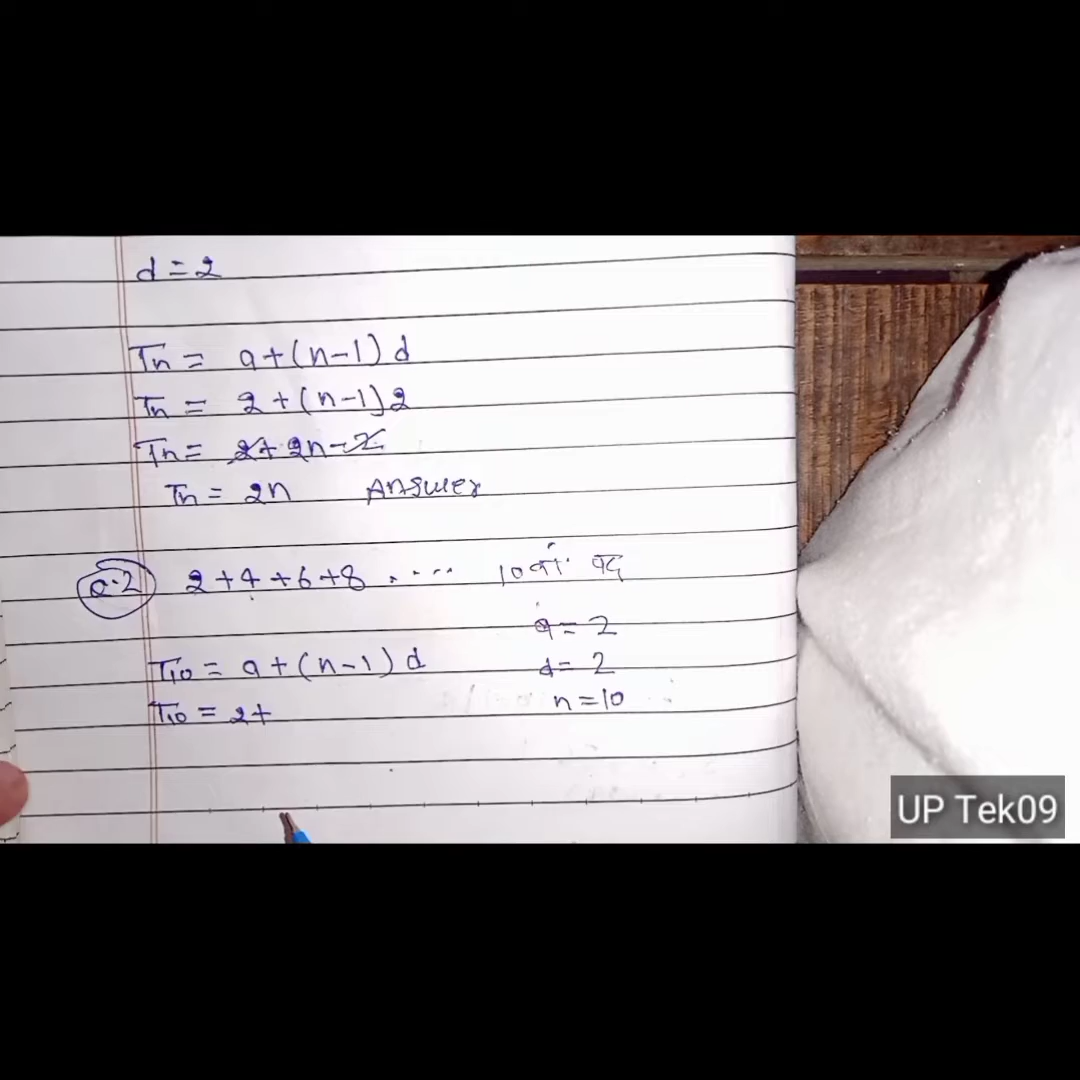 d = 2
Tn = a + (n-1) d
Tn = 2 + (n-1) 2
Tn = 2 + 2n - 2
Tn = 2n Answer
Q.2 2 + 4 + 6 + 8 ..... 10वां पद
a = 2
T10 = a + (n-1) d d = 2
T10 = 2 + n = 10
UP Tek09